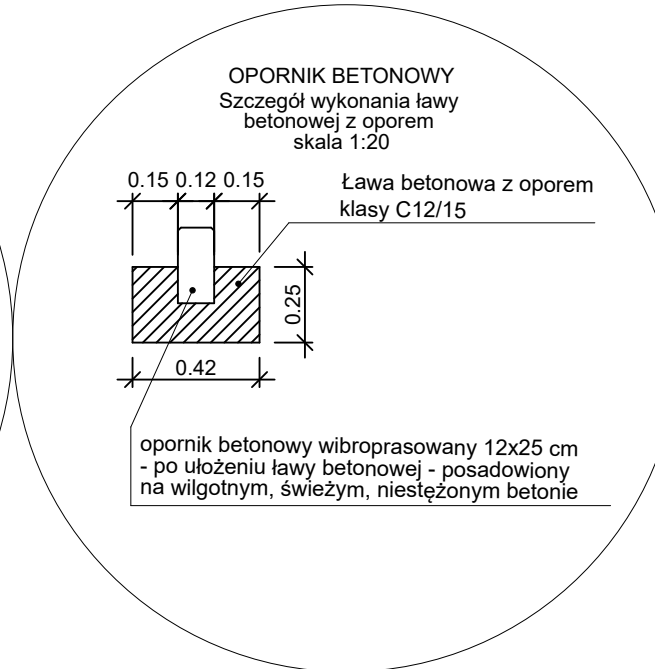 OPORNIK BETONOWY
Szczegół wykonania ławy
betonowej z oporem
skala 1:20
0.15 0.12 0.15
Ława betonowa z oporem
klasy C12/15
0.25
0.42
opornik betonowy wibroprasowany 12x25 cm
- po ułożeniu ławy betonowej - posadowiony
na wilgotnym, świeżym, niestężonym betonie